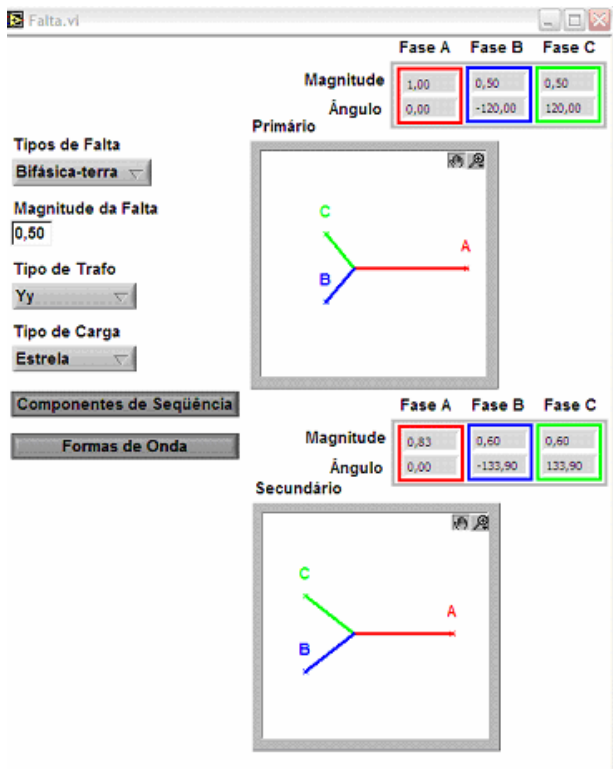 Falta.vi
Fase A Fase B Fase C
Magnitude 1,00 0,50 0,50
Ângulo 0,00 -120,00 120,00
Primário
Tipos de Falta
Bifásica-terra
Magnitude da Falta
0,50
Tipo de Trafo
Yy
Tipo de Carga
Estrela
Componentes de Seqüência
Formas de Onda
C
A
B
Fase A Fase B Fase C
Magnitude 0,83 0,60 0,60
Ângulo 0,00 -133,90 133,90
Secundário
C
A
B